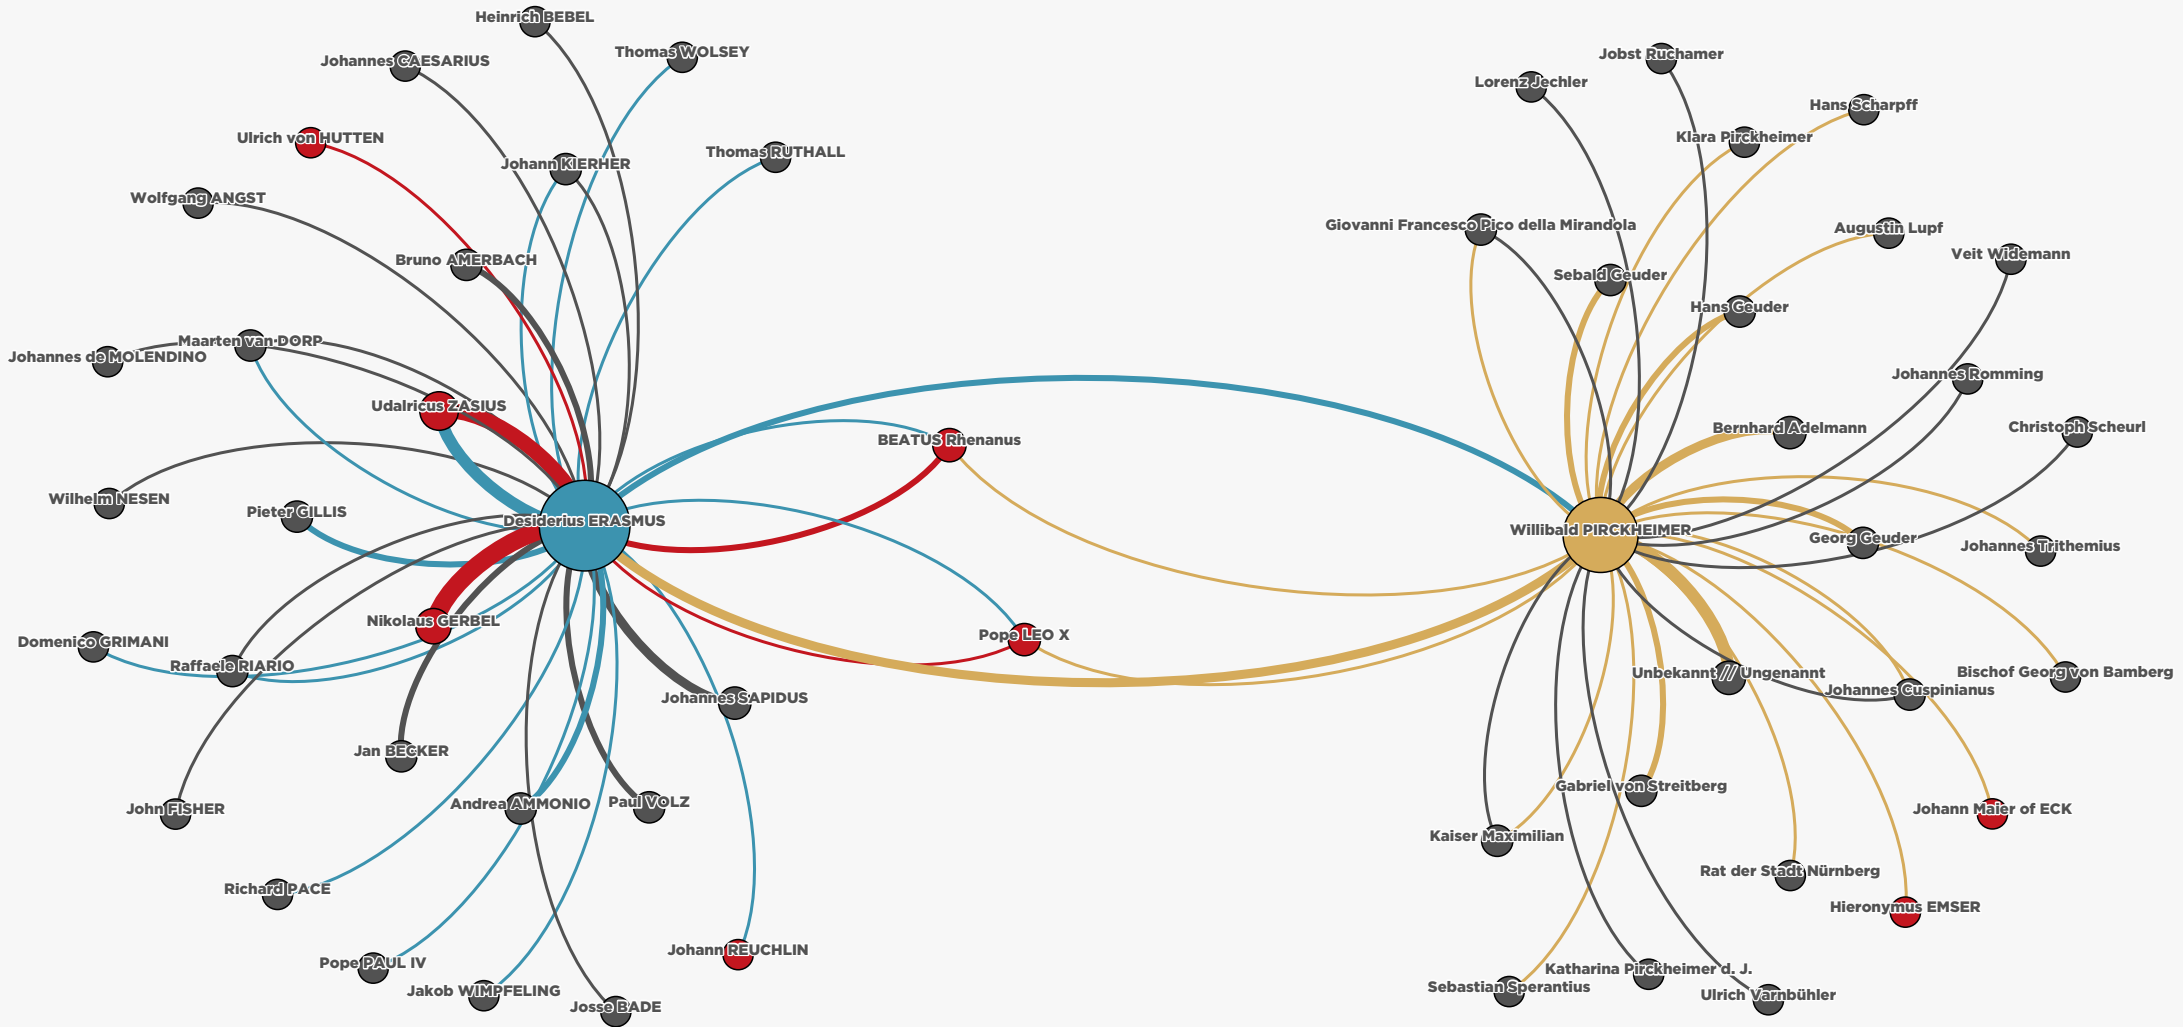 Heinrich BEBEL
Thomas WOLSEY
Johannes CAESARIUS
Ulrich von HUTTEN
Johann KIERHER
Thomas RUTHALL
Wolfgang ANGST
Bruno AMERBACH
Maarten van DORP
Johannes de MOLENDINO
Udalricus ZASIUS
BEATUS Rhenanus
Wilhelm NESEN
Pieter GILLIS
Desiderius ERASMUS
Nikolaus GERBEL
Pope LEO X
Domenico GRIMANI
Raffaele RIARIO
Johannes SAPIDUS
Jan BECKER
John FISHER
Andrea AMMONIO
Paul VOLZ
Richard PACE
Johann REUCHLIN
Pope PAUL IV
Jakob WIMPFELING
Josse BADE
Jobst Ruchamer
Lorenz Jechler
Hans Scharpff
Klara Pirckheimer
Giovanni Francesco Pico della Mirandola
Augustin Lupf
Veit Widemann
Sebald Geuder
Hans Geuder
Johannes Romming
Bernhard Adelmann
Christoph Scheurl
Willibald PIRCKHEIMER
Georg Geuder
Johannes Trithemius
Unbekannt // Ungenannt
Bischof Georg von Bamberg
Johannes Cuspinianus
Gabriel von Streitberg
Johann Maier of ECK
Kaiser Maximilian
Rat der Stadt Nürnberg
Hieronymus EMSER
Katharina Pirckheimer d. J.
Sebastian Sperantius
Ulrich Varnbühler